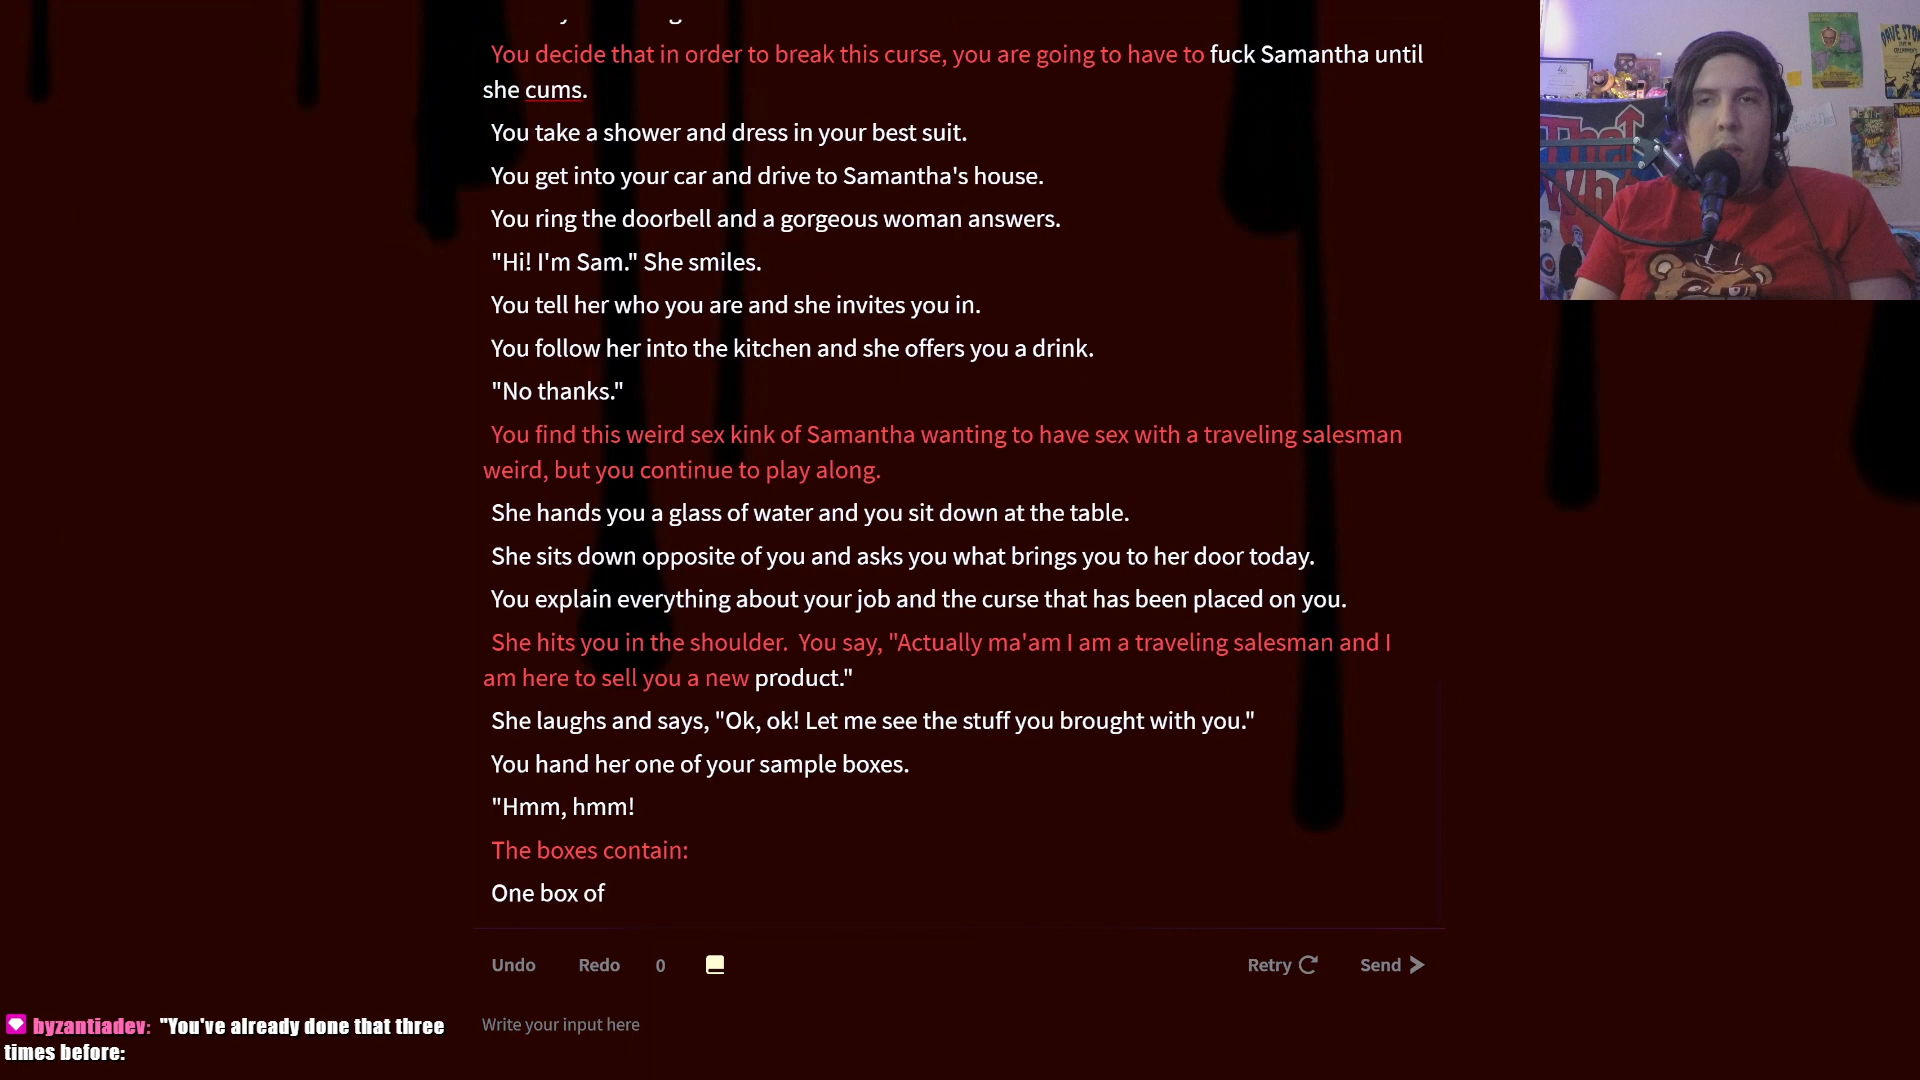 You decide that in order to break this curse, you are going to have to fuck Samantha until
she cums.
You take a shower and dress in your best suit.
You get into your car and drive to Samantha's house.
You ring the doorbell and a gorgeous woman answers.
"Hi! I'm Sam." She smiles.
You tell her who you are and she invites you in.
You follow her into the kitchen and she offers you a drink.
"No thanks."
You find this weird sex kink of Samantha wanting to have sex with a traveling salesman
weird, but you continue to play along.
She hands you a glass of water and you sit down at the table.
She sits down opposite of you and asks you what brings you to her door today.
You explain everything about your job and the curse that has been placed on you.
She hits you in the shoulder.  You say, "Actually ma'am I am a traveling salesman and I
am here to sell you a new product."
She laughs and says, "Ok, ok! Let me see the stuff you brought with you."
You hand her one of your sample boxes.
"Hmm, hmm!
The boxes contain:
One box of
Undo Redo 0 Retry Send
Write your input here
byzantiadev: "You've already done that three
times before:
The
Who
DAVE